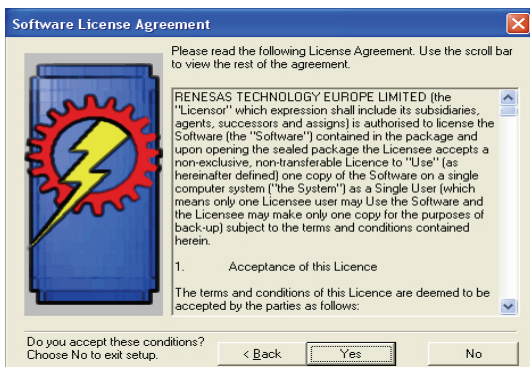 Software License Agreement
Please read the following License Agreement. Use the scroll bar
to view the rest of the agreement.
RENESAS TECHNOLOGY EUROPE LIMITED (the
"Licensor" which expression shall include its subsidiaries,
agents, successors and assigns) is authorised to license the
Software (the "Software") contained in the package and
upon opening the sealed package the Licensee accepts a
non-exclusive, non-transferable Licence to "Use" (as
hereinafter defined) one copy of the Software on a single
computer system ("the System") as a Single User (which
means only one Licensee user may Use the Software and
the Licensee may make only one copy for the purposes of
back-up) subject to the terms and conditions contained
herein.
1. Acceptance of this Licence
The terms and conditions of this Licence are deemed to be
accepted by the parties as follows:
Do you accept these conditions?
Choose No to exit setup.
< Back
Yes
No